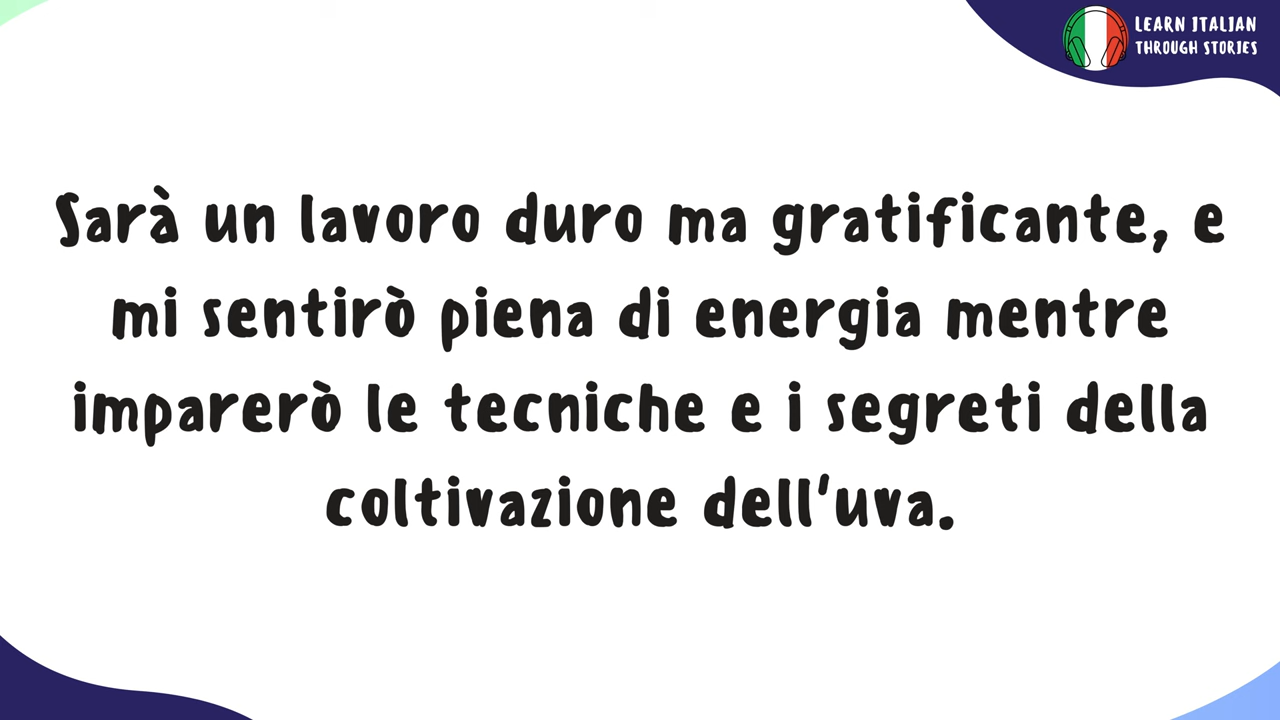 LEARN ITALIAN
THROUGH STORIES
Sarà un lavoro duro ma gratificante, e
mi sentirò piena di energia mentre
imparerò le tecniche e i segreti della
coltivazione dell'uva.